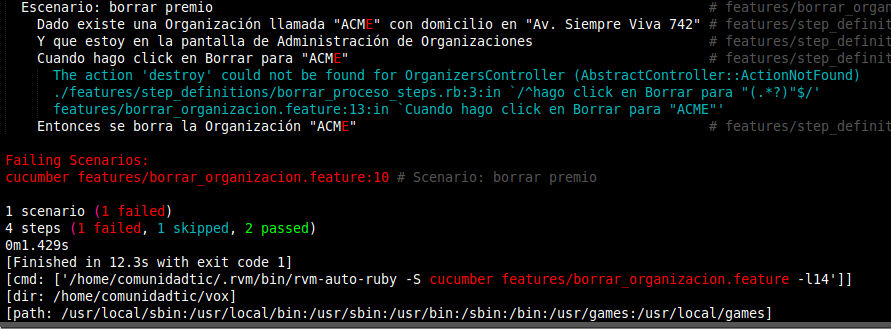 Escenario: borrar premio # features/borrar_organ
Dado existe una Organización llamada "ACME" con domicilio en "Av. Siempre Viva 742" # features/step_definit
Y que estoy en la pantalla de Administración de Organizaciones # features/step_definit
Cuando hago click en Borrar para "ACME" # features/step_definit
The action 'destroy' could not be found for OrganizersController (AbstractController::ActionNotFound)
./features/step_definitions/borrar_proceso_steps.rb:3:in `/^hago click en Borrar para "(.*?)"$/'
features/borrar_organizacion.feature:13:in `Cuando hago click en Borrar para "ACME"'
Entonces se borra la Organización "ACME" # features/step_definit
Failing Scenarios:
cucumber features/borrar_organizacion.feature:10 # Scenario: borrar premio
1 scenario (1 failed)
4 steps (1 failed, 1 skipped, 2 passed)
0m1.429s
[Finished in 12.3s with exit code 1]
[cmd: ['/home/comunidadtic/.rvm/bin/rvm-auto-ruby -S cucumber features/borrar_organizacion.feature -l14']]
[dir: /home/comunidadtic/vox]
[path: /usr/local/sbin:/usr/local/bin:/usr/sbin:/usr/bin:/sbin:/bin:/usr/games:/usr/local/games]